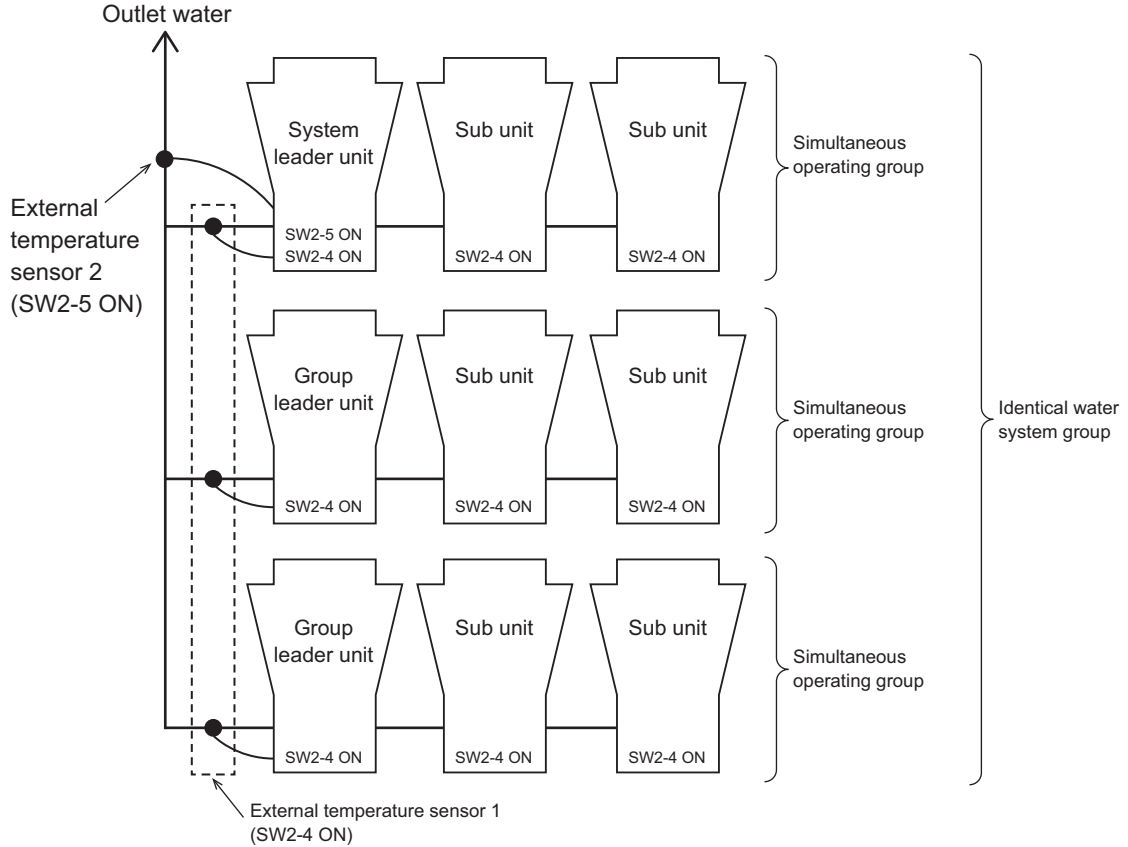 Outlet water
System
leader unit
Sub unit
Sub unit
Simultaneous
operating group
External
temperature
sensor 2
(SW2-5 ON)
SW2-5 ON
SW2-4 ON
SW2-4 ON
SW2-4 ON
Group
leader unit
Sub unit
Sub unit
Simultaneous
operating group
Identical water
system group
SW2-4 ON
SW2-4 ON
SW2-4 ON
Group
leader unit
Sub unit
Sub unit
Simultaneous
operating group
SW2-4 ON
SW2-4 ON
SW2-4 ON
External temperature sensor 1
(SW2-4 ON)